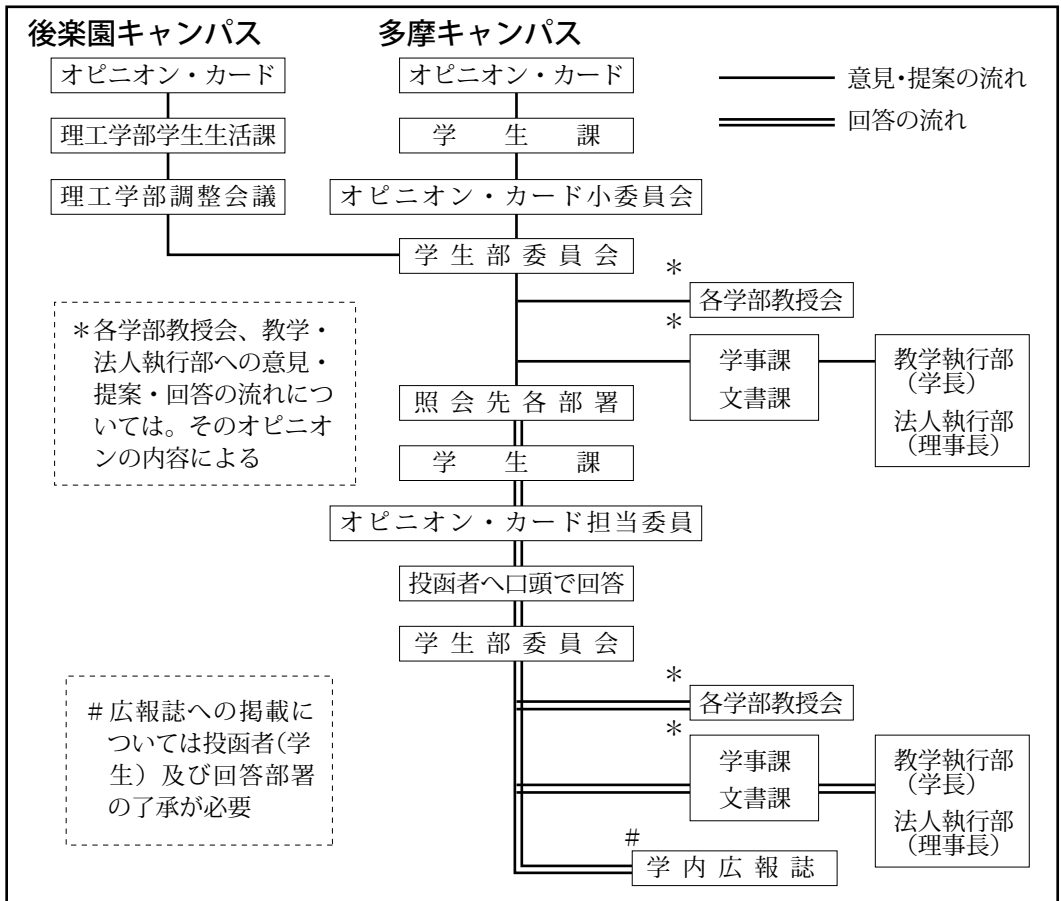 後楽園キャンパス
多摩キャンパス
オピニオン・カード
オピニオン・カード
意見・提案の流れ
理工学部学生生活課
学生課
回答の流れ
理工学部調整会議
オピニオン・カード小委員会
学生部委員会
*
各学部教授会
*
学事課
文書課
教学執行部
(学長)
法人執行部
(理事長)
*各学部教授会、教学・
法人執行部への意見・
提案・回答の流れにつ
いては。そのオピニオ
ンの内容による
照会先各部署
学生課
オピニオン・カード担当委員
投函者へ口頭で回答
学生部委員会
*
各学部教授会
*
学事課
文書課
教学執行部
(学長)
法人執行部
(理事長)
#広報誌への掲載に
ついては投函者(学
生)及び回答部署
の了承が必要
#
学内広報誌